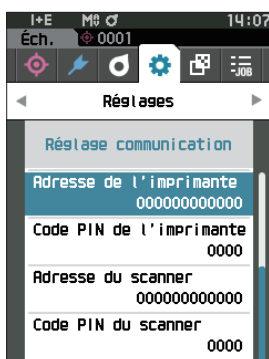 I+E M 14:07
Éch. 0001
JOB
Réglages
Réglage communication
Adresse de l'imprimante
000000000000
Code PIN de l'imprimante
0000
Adresse du scanner
000000000000
Code PIN du scanner
0000